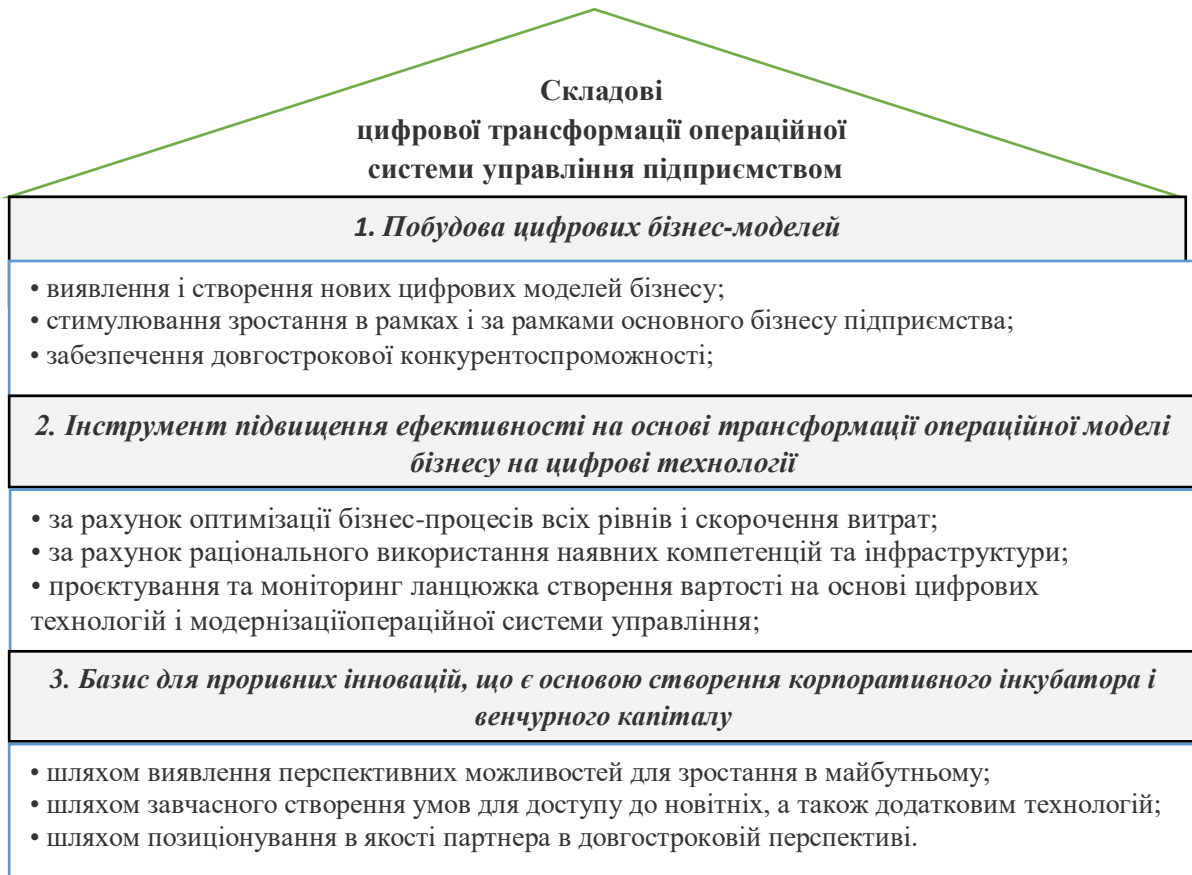 Складові
цифрової трансформації операційної
системи управління підприємством
1. Побудова цифрових бізнес-моделей
• виявлення і створення нових цифрових моделей бізнесу;
• стимулювання зростання в рамках і за рамками основного бізнесу підприємства;
• забезпечення довгострокової конкурентоспроможності;
2. Інструмент підвищення ефективності на основі трансформації операційної моделі
бізнесу на цифрові технології
• за рахунок оптимізації бізнес-процесів всіх рівнів і скорочення витрат;
• за рахунок раціонального використання наявних компетенцій та інфраструктури;
• проєктування та моніторинг ланцюжка створення вартості на основі цифрових
технологій і модернізаціїопераційної системи управління;
3. Базис для проривних інновацій, що є основою створення корпоративного інкубатора і
венчурного капіталу
• шляхом виявлення перспективних можливостей для зростання в майбутньому;
• шляхом завчасного створення умов для доступу до новітніх, а також додатковим технологій;
• шляхом позиціонування в якості партнера в довгостроковій перспективі.